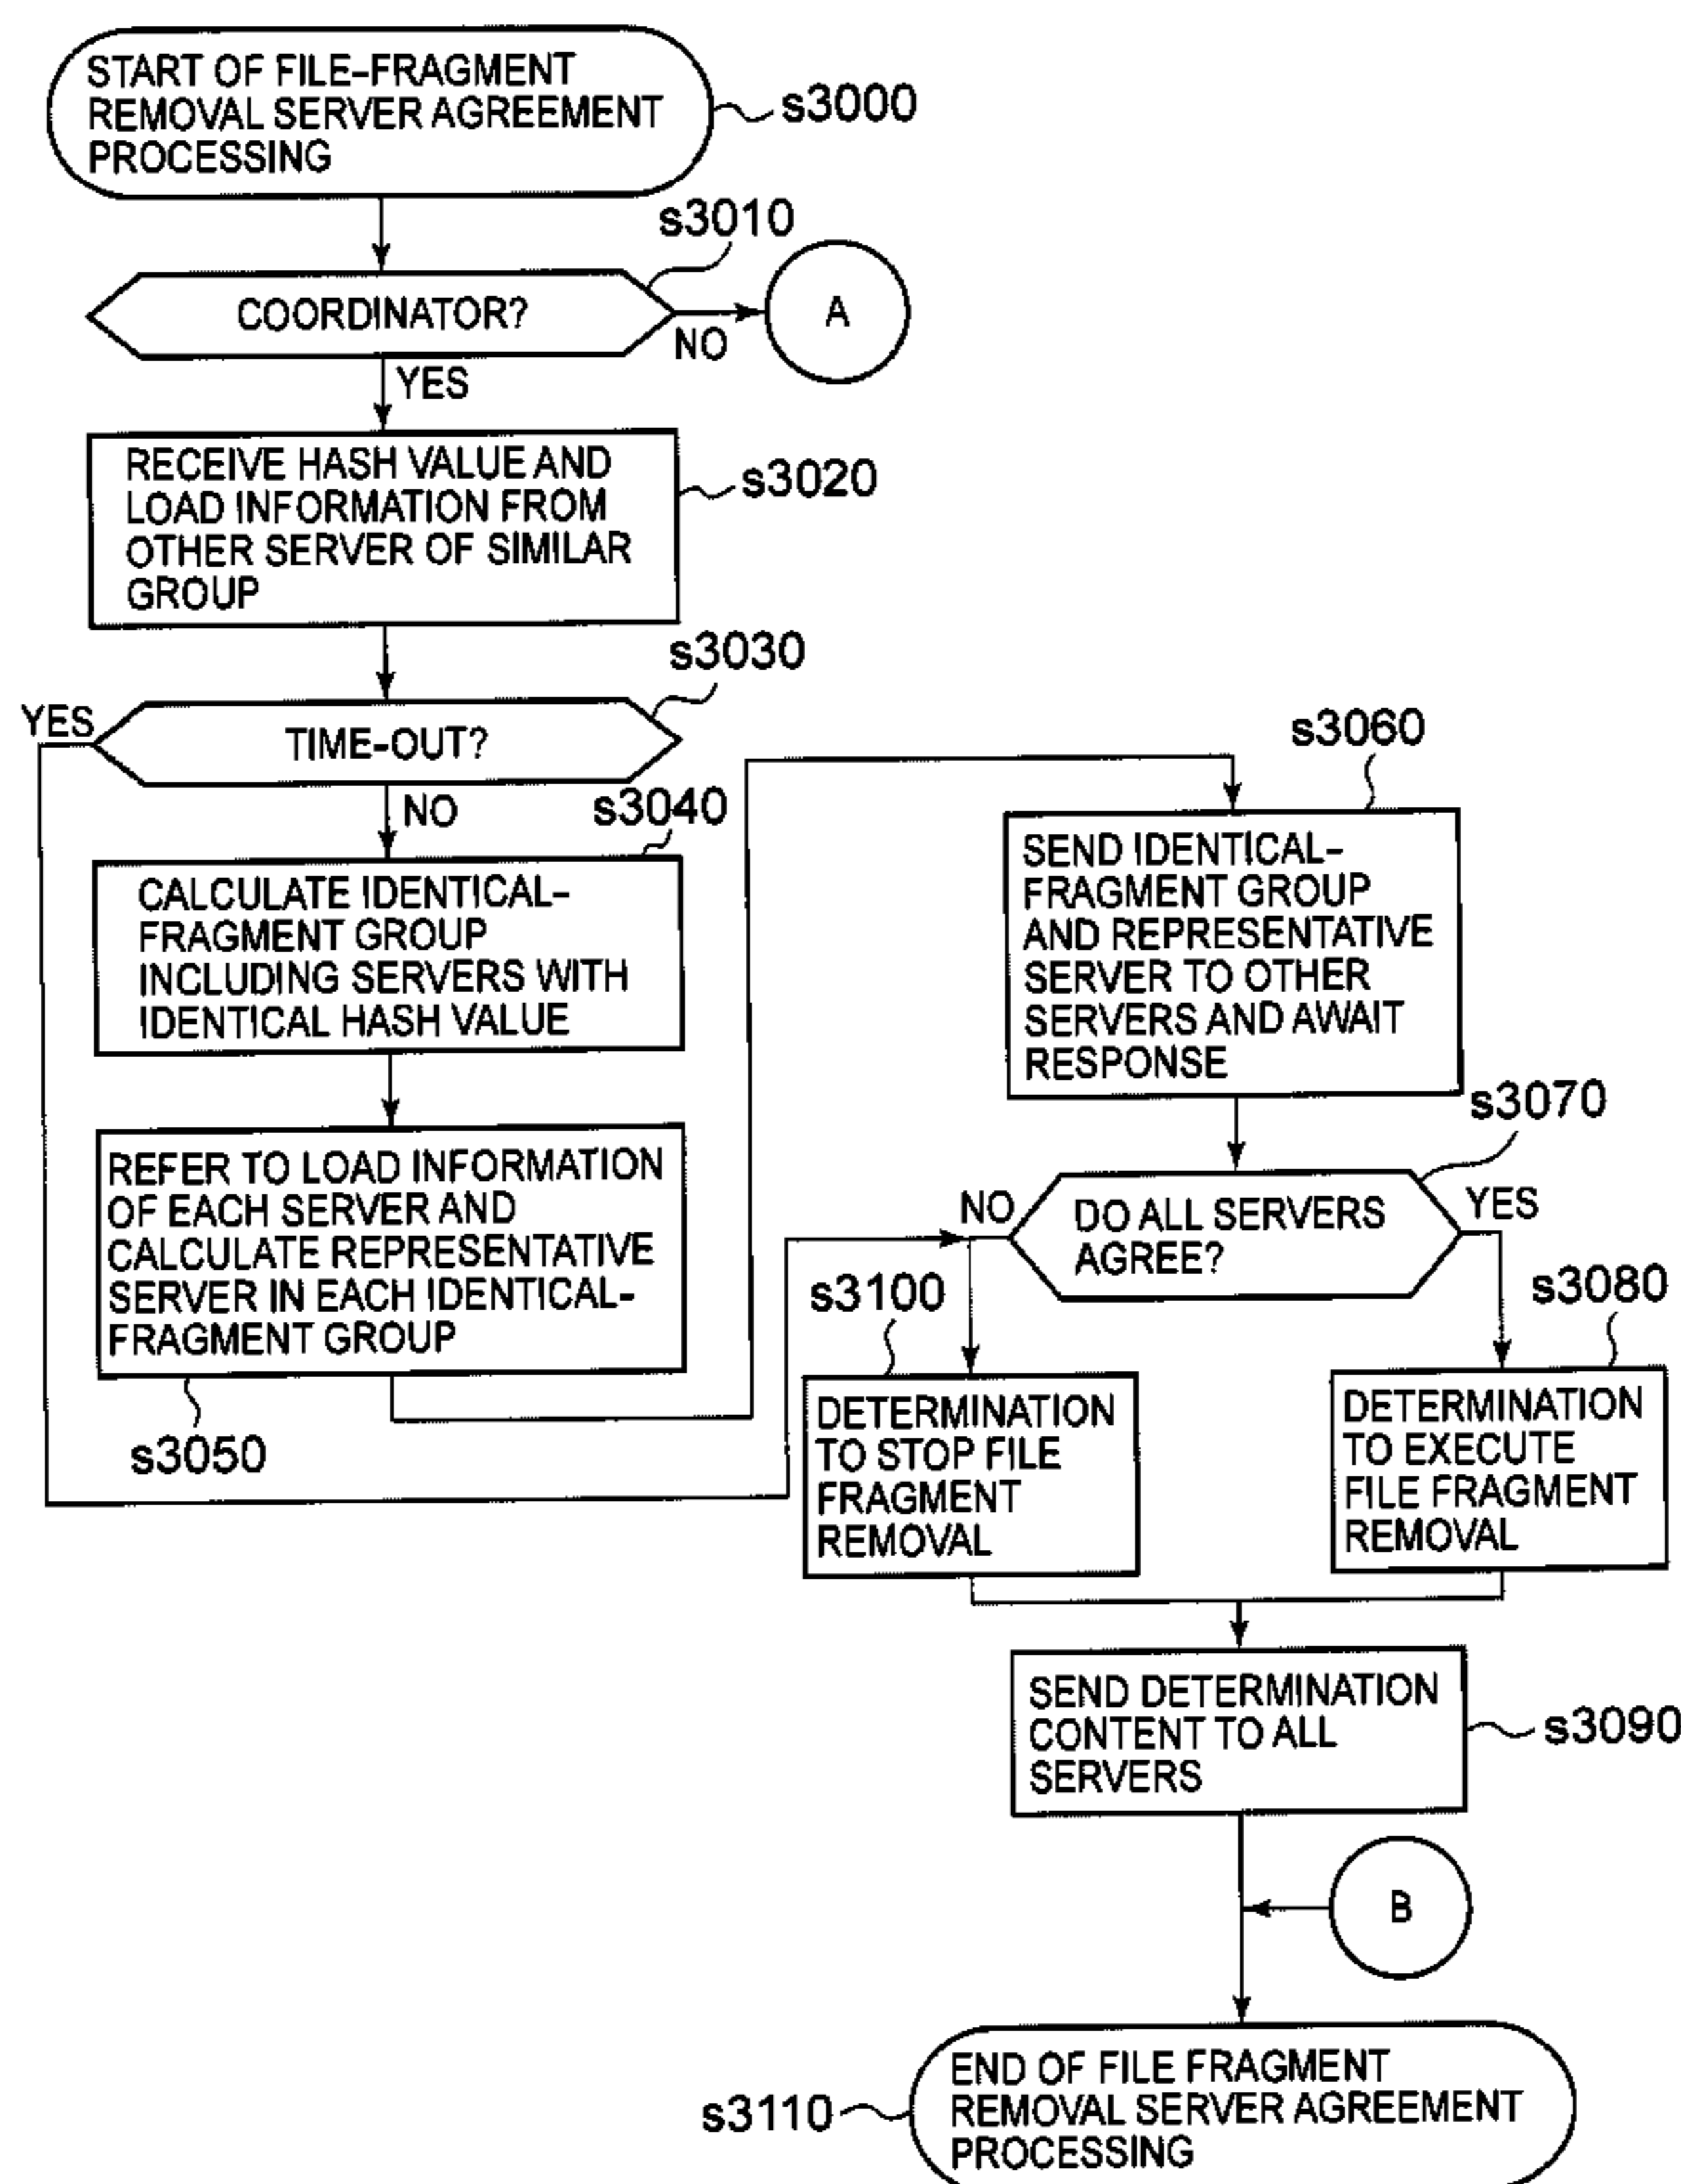 START OF FILE-FRAGMENT
REMOVAL SERVER AGREEMENT
PROCESSING
s3000
s3010
COORDINATOR?
NO
A
YES
RECEIVE HASH VALUE AND
LOAD INFORMATION FROM
OTHER SERVER OF SIMILAR
GROUP
s3020
s3030
YES
TIME-OUT?
NO
s3040
CALCULATE IDENTICAL-
FRAGMENT GROUP
INCLUDING SERVERS WITH
IDENTICAL HASH VALUE
REFER TO LOAD INFORMATION
OF EACH SERVER AND
CALCULATE REPRESENTATIVE
SERVER IN EACH IDENTICAL-
FRAGMENT GROUP
s3050
s3060
SEND IDENTICAL-
FRAGMENT GROUP
AND REPRESENTATIVE
SERVER TO OTHER
SERVERS AND AWAIT
RESPONSE
s3070
NO
DO ALL SERVERS
AGREE?
YES
s3100
DETERMINATION
TO STOP FILE
FRAGMENT
REMOVAL
s3080
DETERMINATION
TO EXECUTE
FILE FRAGMENT
REMOVAL
SEND DETERMINATION
CONTENT TO ALL
SERVERS
s3090
B
END OF FILE FRAGMENT
REMOVAL SERVER AGREEMENT
PROCESSING
s3110